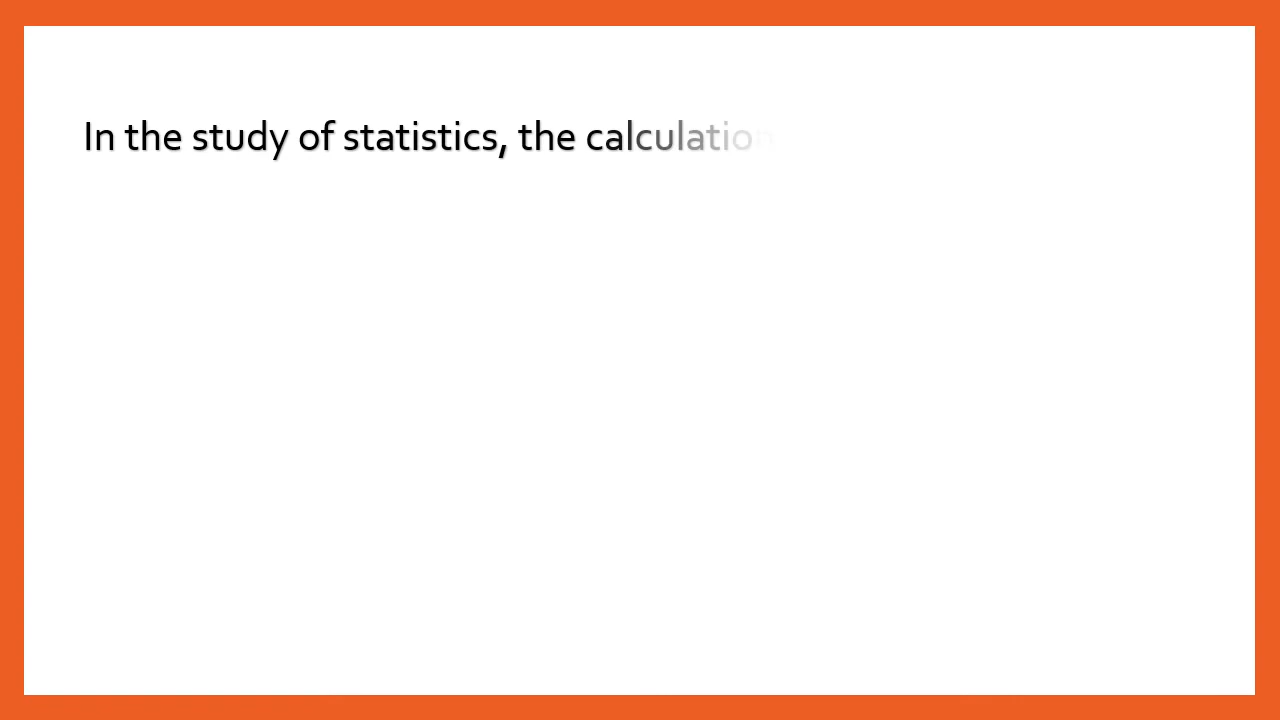 In the study of statistics, the calculation